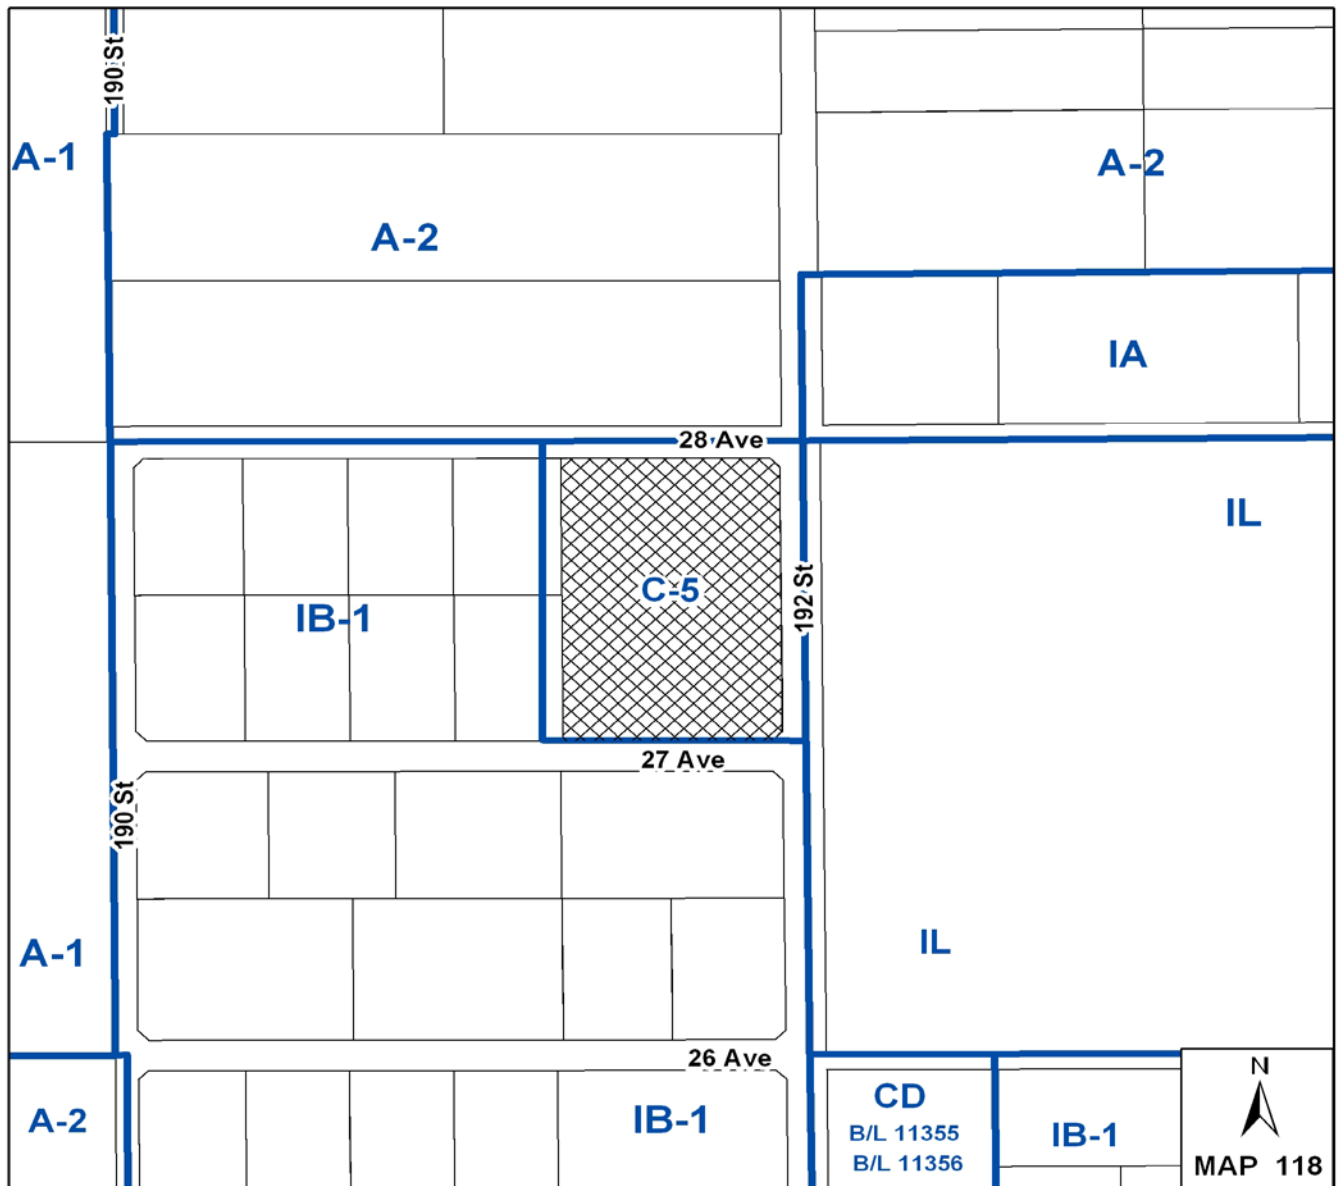 190 St
A-1
A-2
A-2
IA
28 Ave
IL
C-5
192 St
IB-1
27 Ave
190 St
A-1
IL
26 Ave
A-2
IB-1
CD
B/L 11355
B/L 11356
IB-1
N
MAP 118